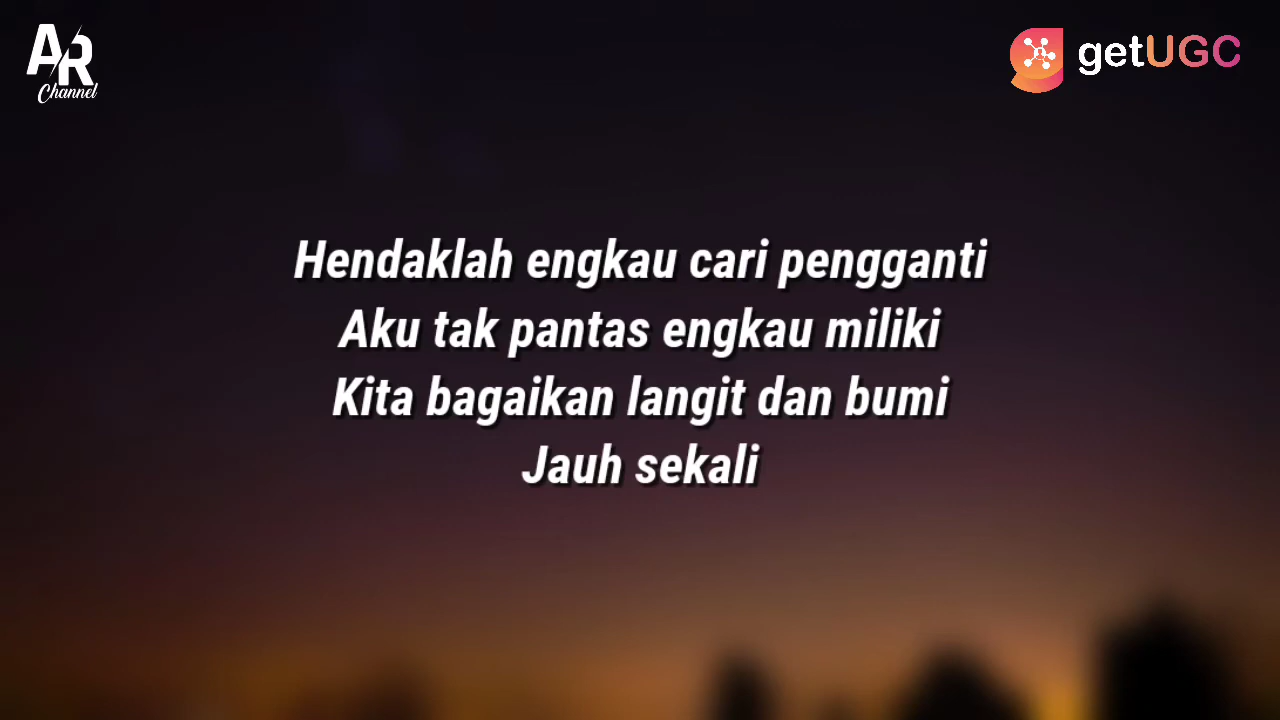 AR
Channel
getUGC
Hendaklah engkau cari pengganti
Aku tak pantas engkau miliki
Kita bagaikan langit dan bumi
Jauh sekali